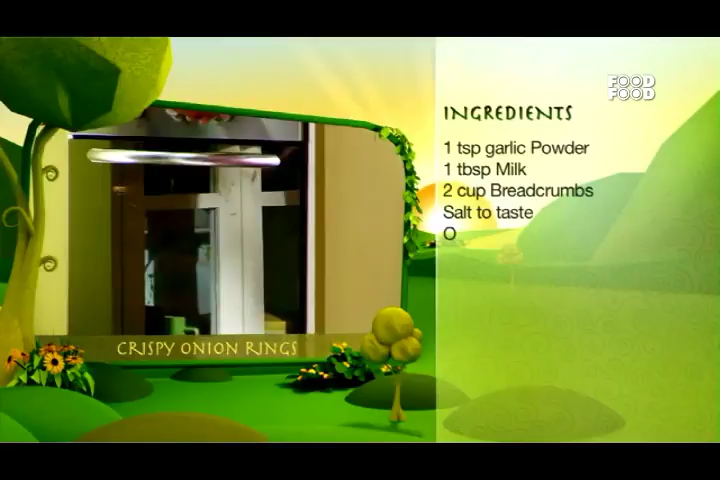 FOOD
FOOD
INGREDIENTS
1 tsp garlic Powder
1 tbsp Milk
2 cup Breadcrumbs
Salt to taste
O
CRISPY ONION RINGS